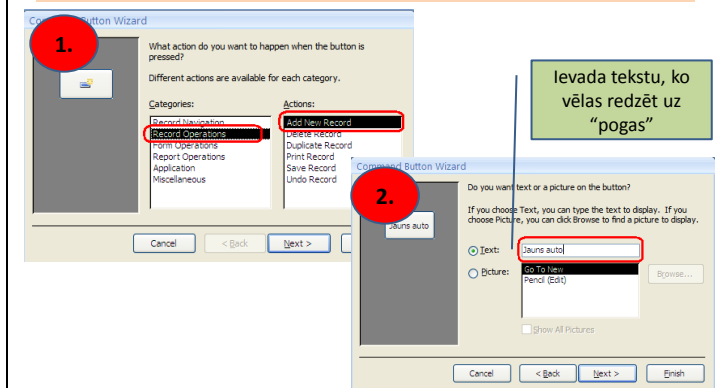 Wizard
1.
What action do you want to happen when the button is
pressed?
Different actions are available for each category.
Categories:
Actions:
Record Navigation
Record Operations
Form Operations
Report Operations
Application
Miscellaneous
Add New Record
Delete Record
Duplicate Record
Print Record
Save Record
Undo Record
Cancel
< Back
Next >
Ievada tekstu, ko
vēlas redzēt uz
“pogas”
Command Button Wizard
2.
Jauns auto
Do you want text or a picture on the button?
If you choose Text, you can type the text to display. If you
choose Picture, you can click Browse to find a picture to display.
Text:
Jauns auto
Picture:
Go To New
Pencil (Edit)
Browse...
Show All Pictures
Cancel
< Back
Next >
Finish